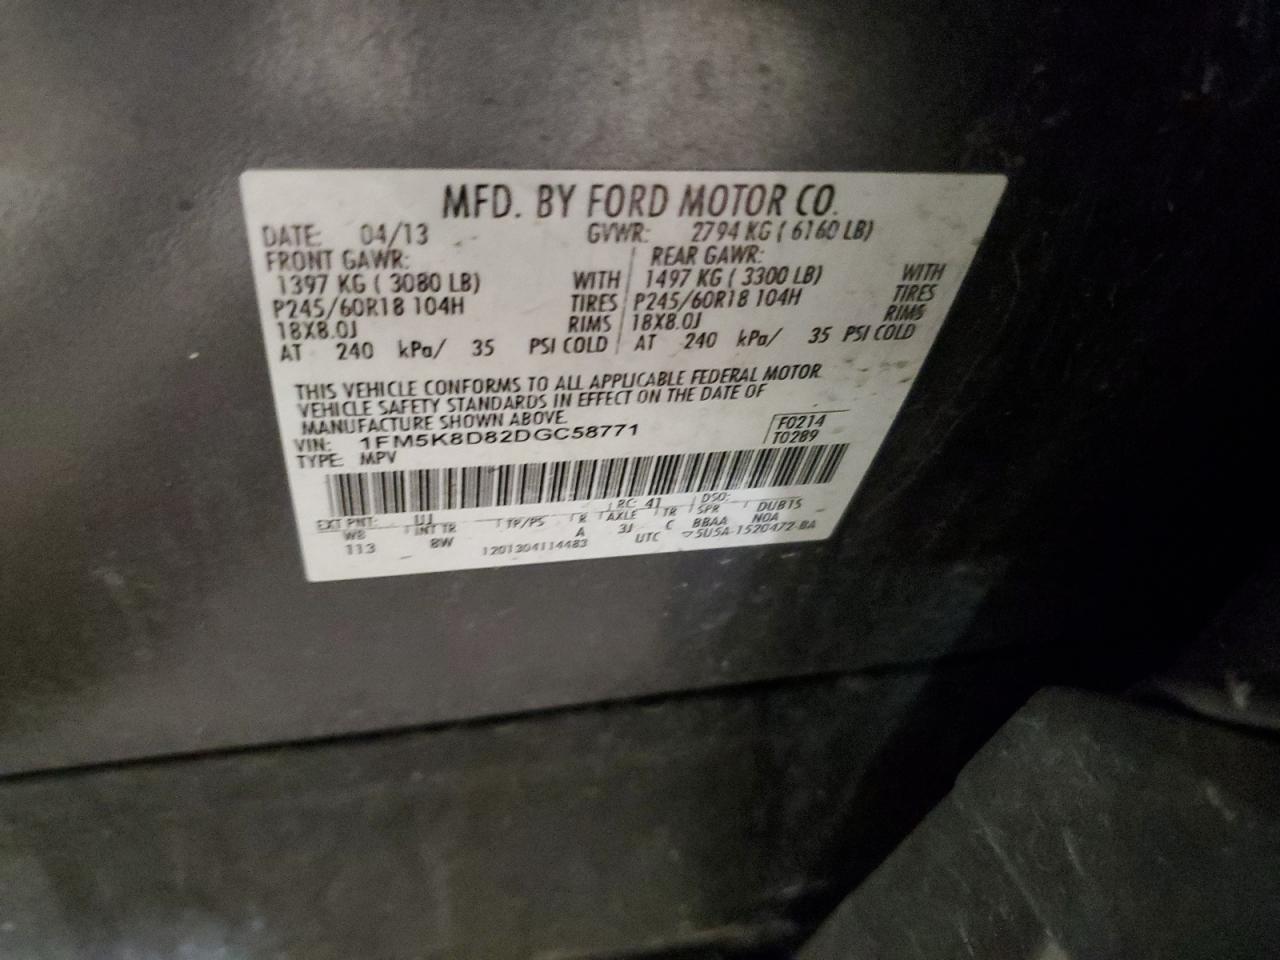 MFD. BY FORD MOTOR CO.
DATE: 04/13 GVWR: 2794 KG ( 6160 LB)
FRONT GAWR: REAR GAWR:
1397 KG ( 3080 LB) WITH 1497 KG ( 3300 LB) WITH
P245/60R18 104H TIRES P245/60R18 104H TIRES
18X8.0J RIMS 18X8.0J RIMS
AT 240 kPa/ 35 PSI COLD AT 240 kPa/ 35 PSI COLD
THIS VEHICLE CONFORMS TO ALL APPLICABLE FEDERAL MOTOR
VEHICLE SAFETY STANDARDS IN EFFECT ON THE DATE OF
MANUFACTURE SHOWN ABOVE.
VIN: 1FM5K8D82DGC58771 F0214
TYPE: MPV T0289
EXT PNT: UJ RC: 41 DSO:
WB INT TR TP/PS R AXLE TR SPR DUB15
113 8W A 3J C BBAA NOA
1201304114483 UTC ▽5U5A-1520472-BA